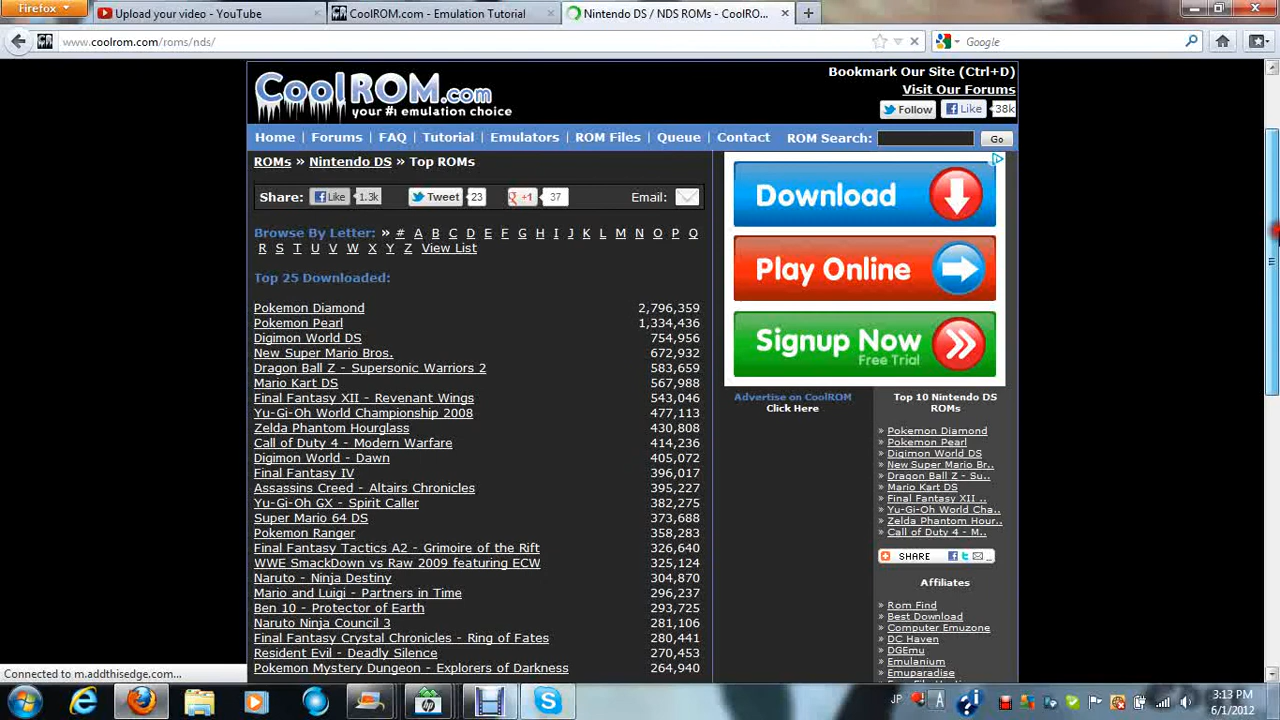 Firefox
Upload your video - YouTube
CoolROM.com - Emulation Tutorial
Nintendo DS / NDS ROMs - CoolRO...
www.coolrom.com/roms/nds/
Google
CoolROM.com
your #1 emulation choice
Bookmark Our Site (Ctrl+D)
Visit Our Forums
Follow
Like 38k
Home Forums FAQ Tutorial Emulators ROM Files Queue Contact ROM Search: Go
ROMs » Nintendo DS » Top ROMs
Share: Like 1.3k Tweet 23 +1 37 Email:
Browse By Letter: » # A B C D E F G H I J K L M N O P Q
R S T U V W X Y Z View List
Top 25 Downloaded:
Pokemon Diamond 2,796,359
Pokemon Pearl 1,334,436
Digimon World DS 754,956
New Super Mario Bros. 672,932
Dragon Ball Z - Supersonic Warriors 2 583,659
Mario Kart DS 567,988
Final Fantasy XII - Revenant Wings 543,046
Yu-Gi-Oh World Championship 2008 477,113
Zelda Phantom Hourglass 430,808
Call of Duty 4 - Modern Warfare 414,236
Digimon World - Dawn 405,072
Final Fantasy IV 396,017
Assassins Creed - Altairs Chronicles 395,227
Yu-Gi-Oh GX - Spirit Caller 382,275
Super Mario 64 DS 373,688
Pokemon Ranger 358,283
Final Fantasy Tactics A2 - Grimoire of the Rift 326,640
WWE SmackDown vs Raw 2009 featuring ECW 325,124
Naruto - Ninja Destiny 304,870
Mario and Luigi - Partners in Time 296,237
Ben 10 - Protector of Earth 293,725
Naruto Ninja Council 3 281,106
Final Fantasy Crystal Chronicles - Ring of Fates 280,441
Resident Evil - Deadly Silence 270,453
Pokemon Mystery Dungeon - Explorers of Darkness 264,940
Download
Play Online
Signup Now
Free Trial
Advertise on CoolROM
Click Here
Top 10 Nintendo DS
ROMs
» Pokemon Diamond
» Pokemon Pearl
» Digimon World DS
» New Super Mario Br..
» Dragon Ball Z - Su..
» Mario Kart DS
» Final Fantasy XII ..
» Yu-Gi-Oh World Cha..
» Zelda Phantom Hour..
» Call of Duty 4 - M..
SHARE
Affiliates
» Rom Find
» Best Download
» Computer Emuzone
» DC Haven
» DGEmu
» Emulanium
» Emuparadise
Connected to m.addthisedge.com...
JP
A
3:13 PM
6/1/2012